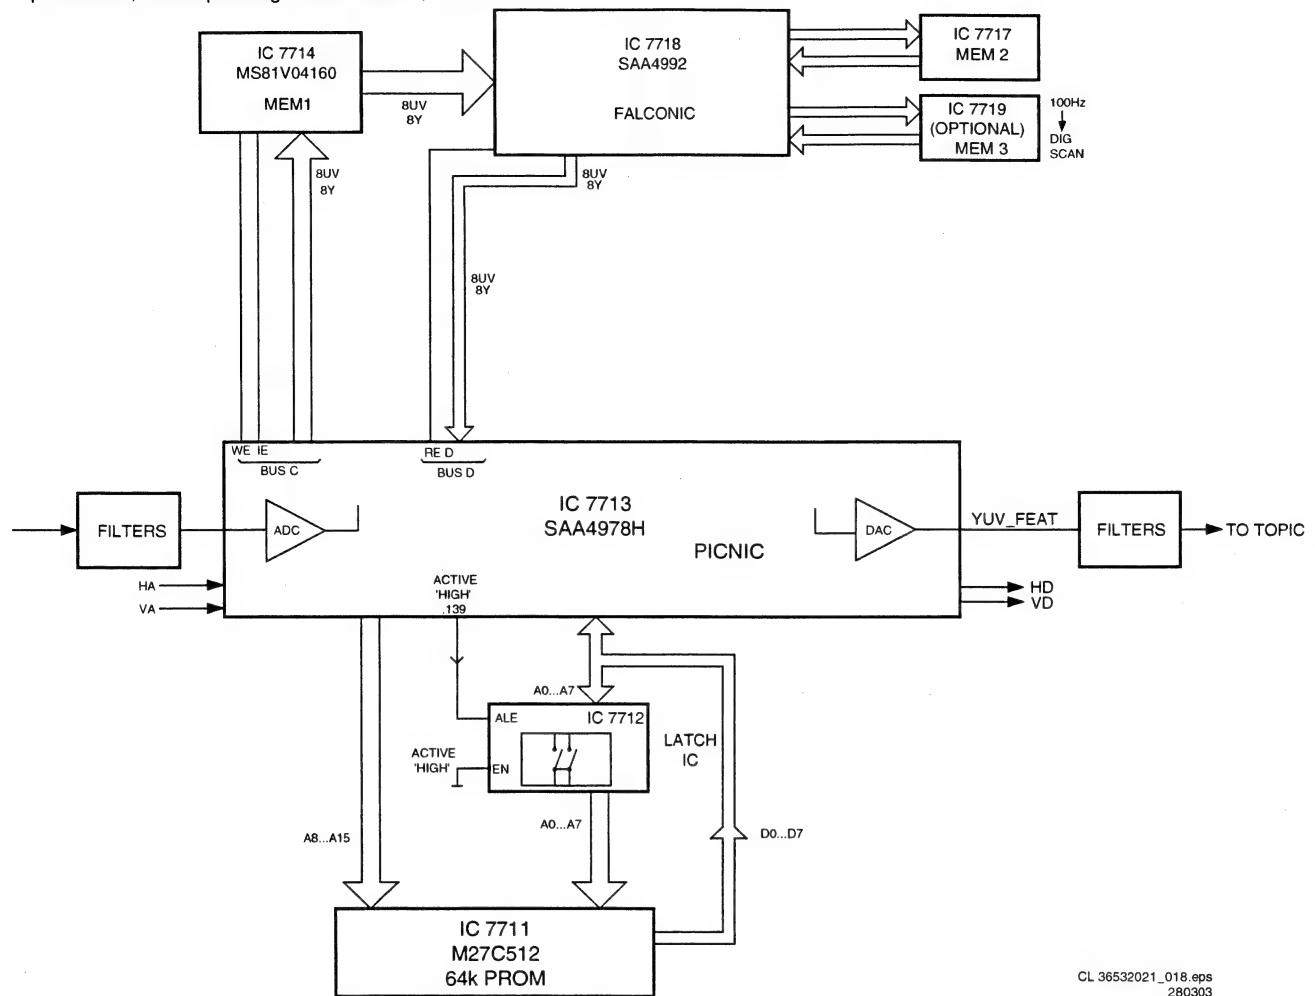 IC 7714
MS81V04160
MEM1
8UV
8Y
IC 7718
SAA4992
FALCONIC
IC 7717
MEM 2
IC 7719
(OPTIONAL)
MEM 3
100Hz
DIG
SCAN
8UV
8Y
8UV
8Y
8UV
8Y
WE IE
BUS C
RE D
BUS D
IC 7713
SAA4978H
PICNIC
FILTERS
ADC
DAC
YUV_FEAT
FILTERS
TO TOPIC
HA
VA
HD
VD
ACTIVE
'HIGH'
.139
A0...A7
ALE
IC 7712
LATCH
IC
ACTIVE
'HIGH'
EN
A8...A15
A0...A7
D0...D7
IC 7711
M27C512
64k PROM
CL 36532021_018.eps
280303